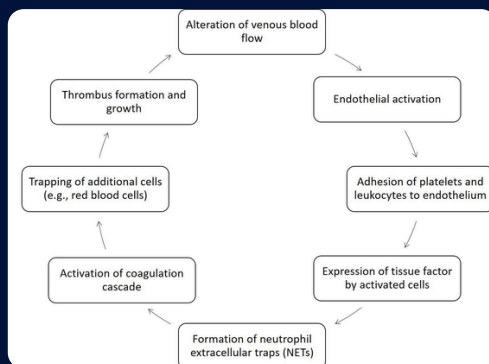 Alteration of venous blood
flow
Endothelial activation
Adhesion of platelets and
leukocytes to endothelium
Expression of tissue factor
by activated cells
Formation of neutrophil
extracellular traps (NETs)
Activation of coagulation
cascade
Trapping of additional cells
(e.g., red blood cells)
Thrombus formation and
growth